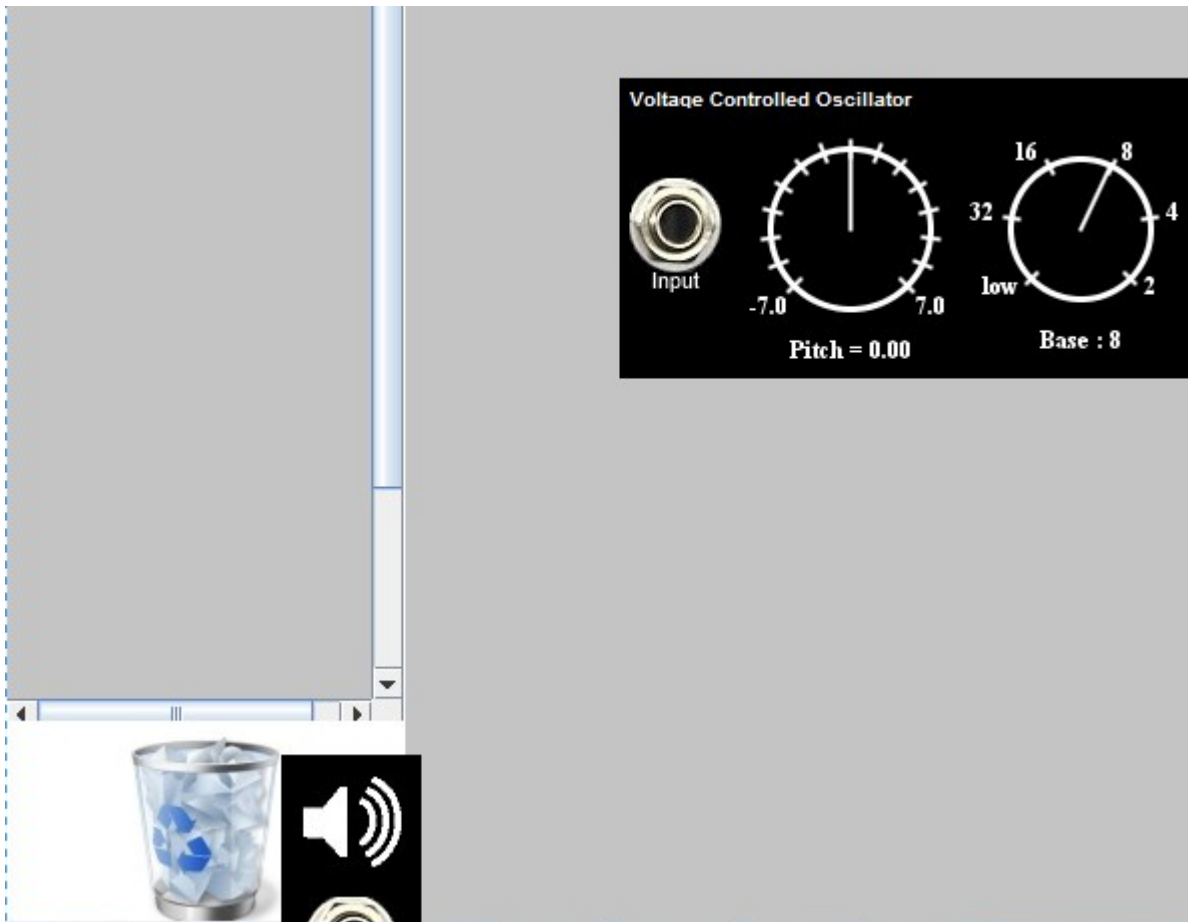 Voltage Controlled Oscillator
16 8
32 4
Input
low 2
-7.0 7.0
Base : 8
Pitch = 0.00